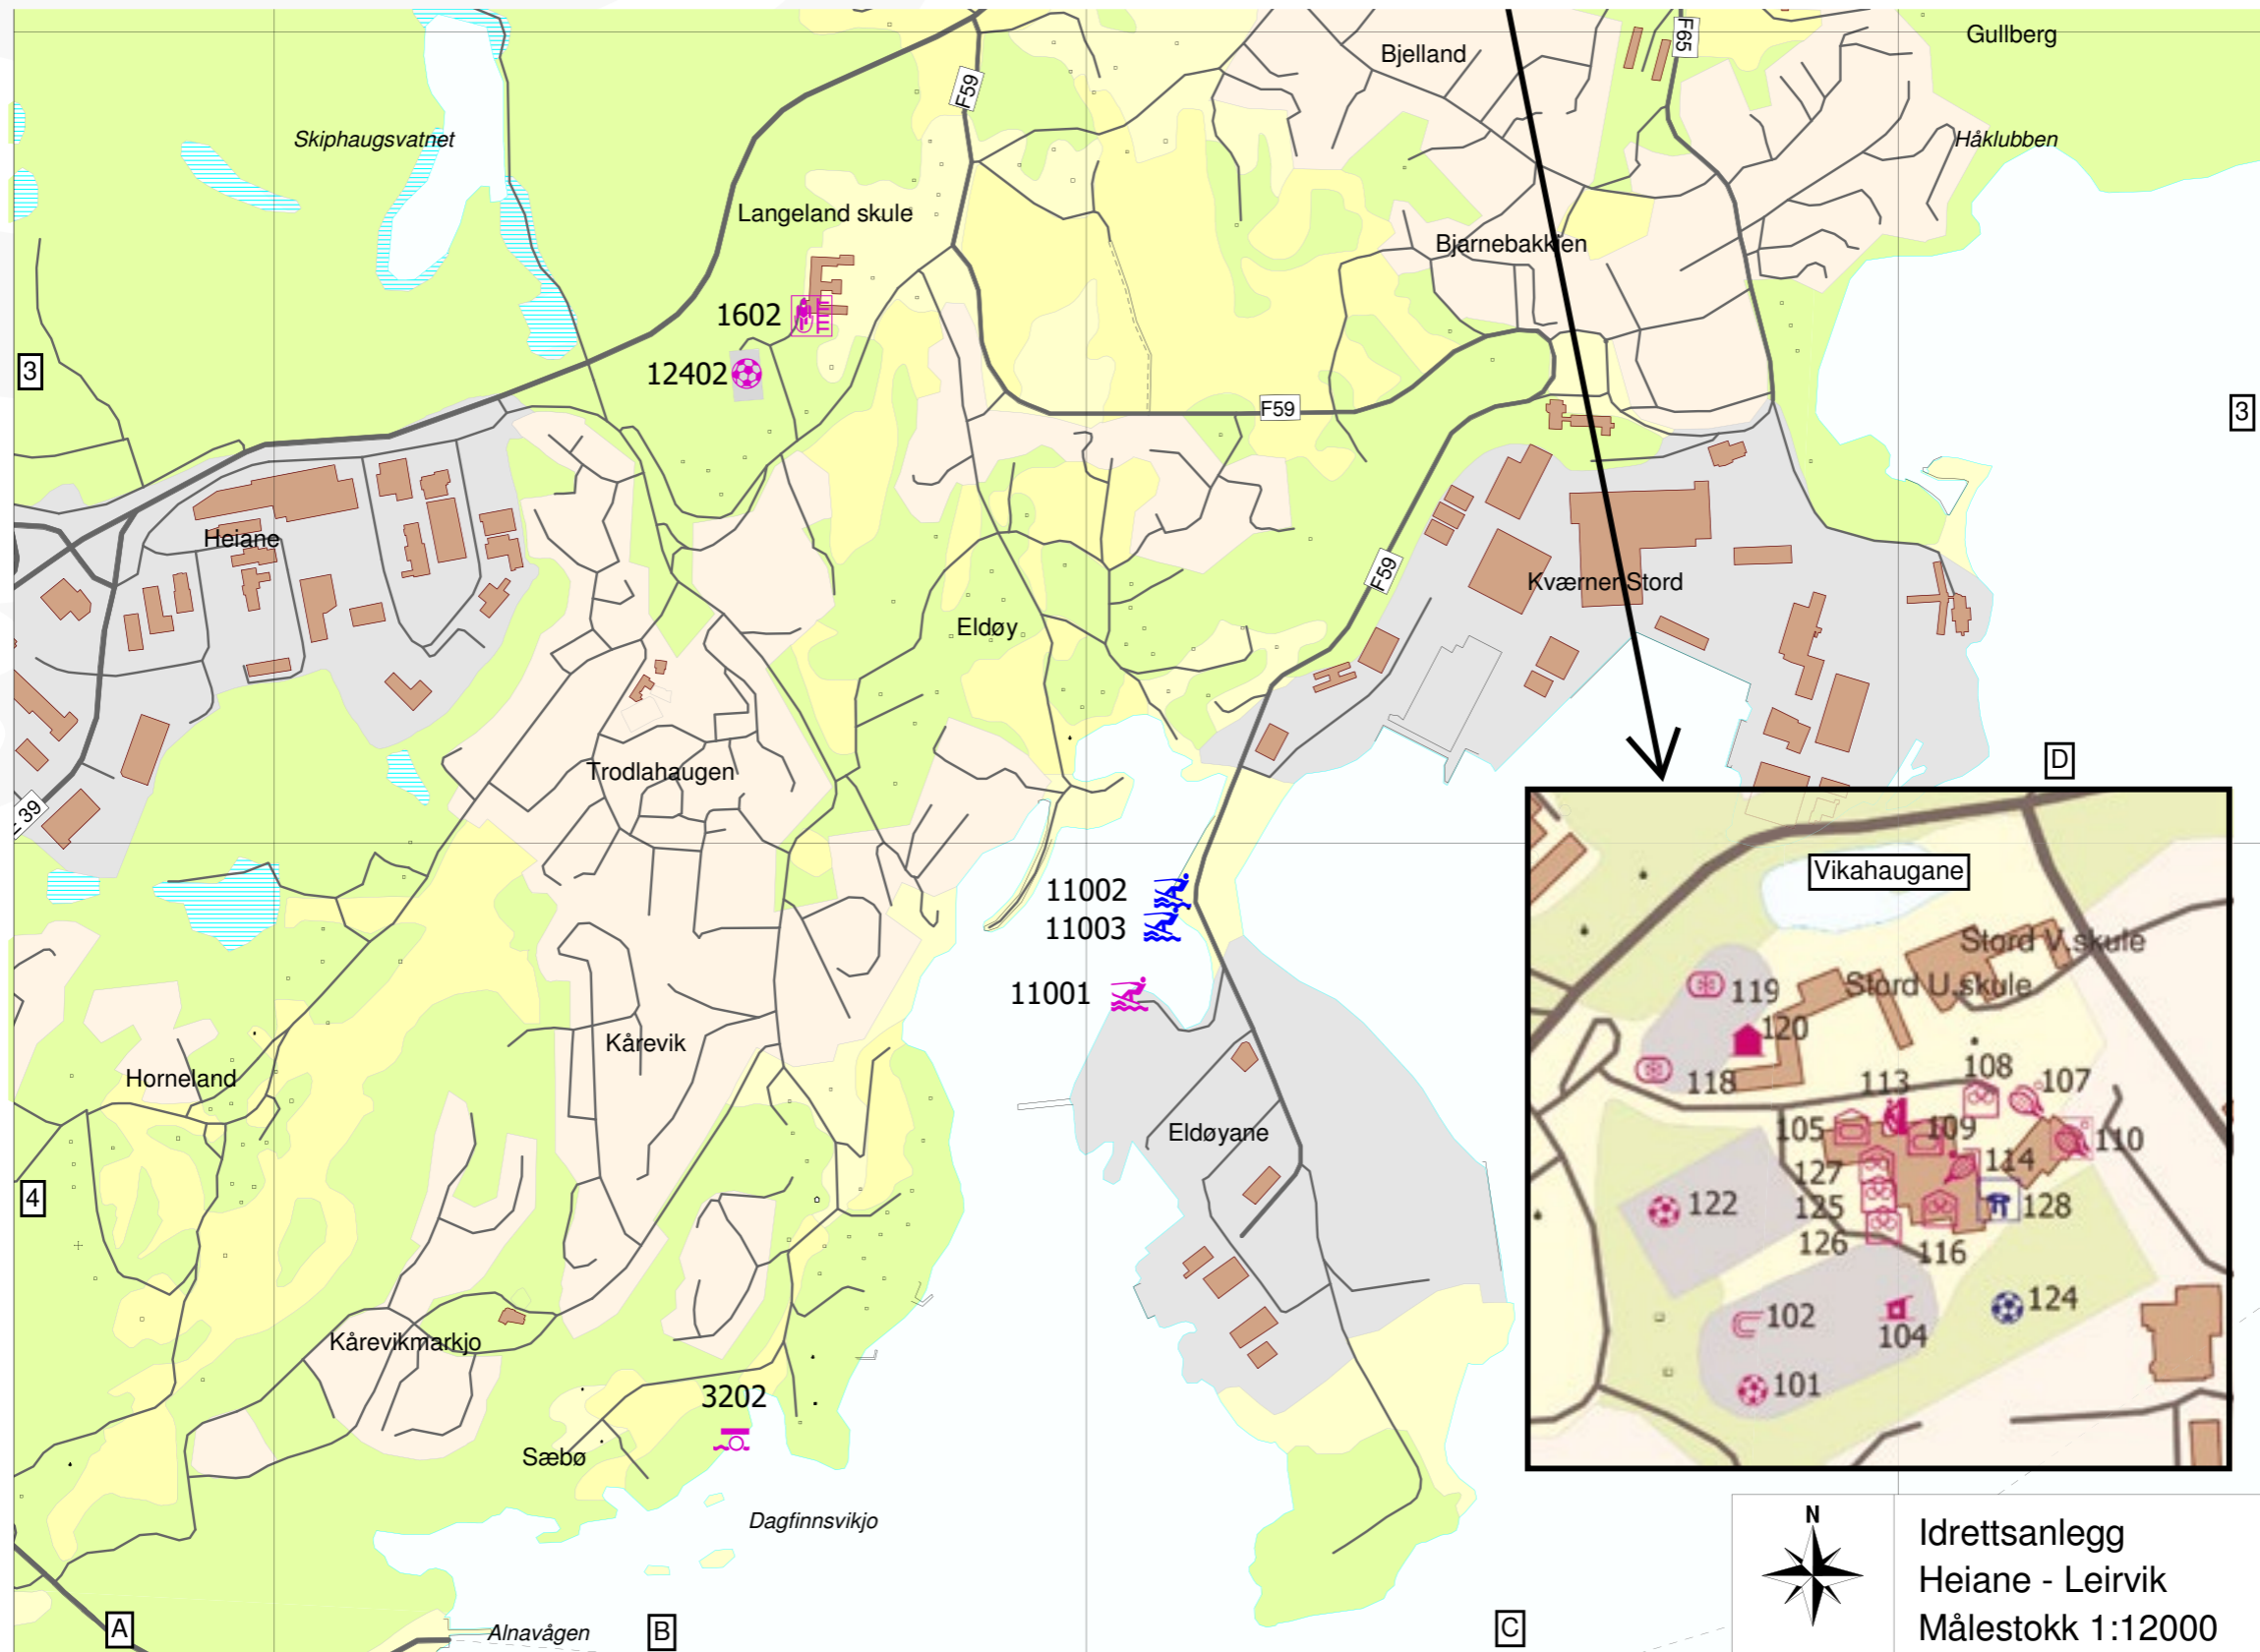 Gullberg
F65
Bjelland
F59
Skiphaugsvatnet
Håklubben
Langeland skule
Bjarnebakkien
1602
12402
3
3
F59
Heiane
F59
Kværner Stord
Eldøy
Trodlahaugen
D
E 39
Vikahaugane
11002
11003
Stord V.skule
Stord U.skule
119
11001
120
Kårevik
118
108
107
113
Horneland
105
109
110
Eldøyane
127
114
4
122
125
128
126
116
124
102
104
Kårevikmarkjo
101
3202
Sæbø
Dagfinnsvikjo
N
Idrettsanlegg
Heiane - Leirvik
Målestokk 1:12000
A
B
Alnavågen
C